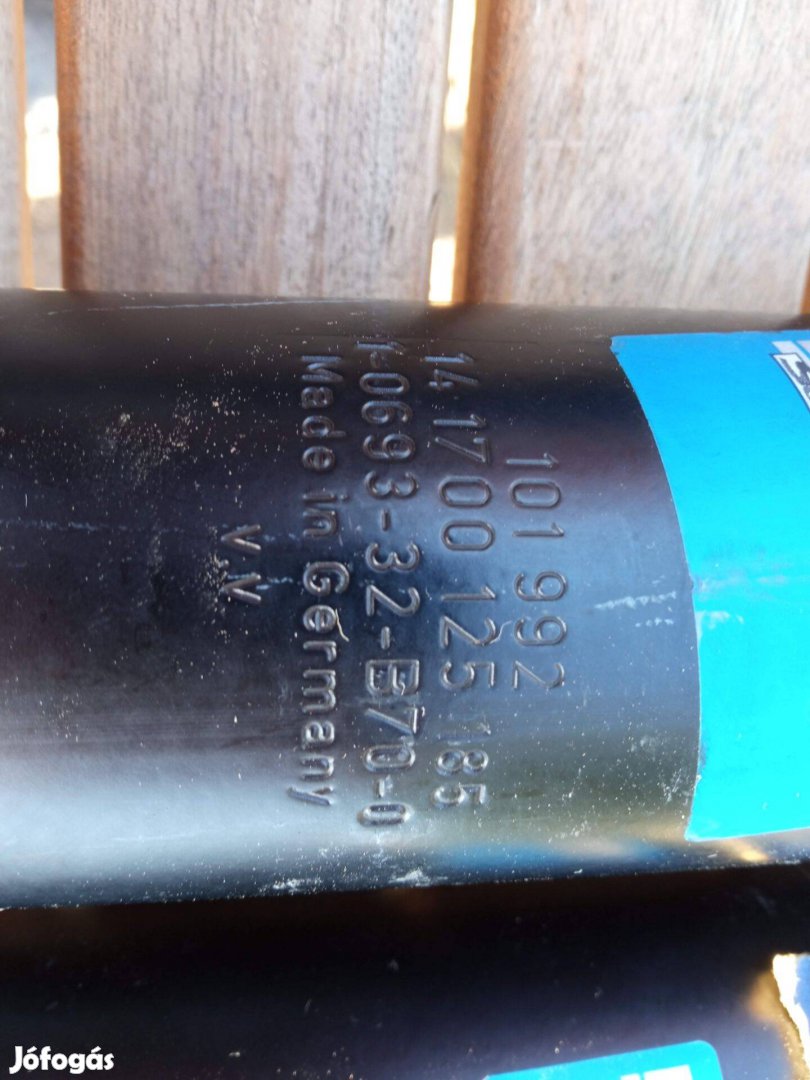 101 992
14 1700 125 185
1-0693-32-B70-0
Made in Germany
V.V
Jófogás